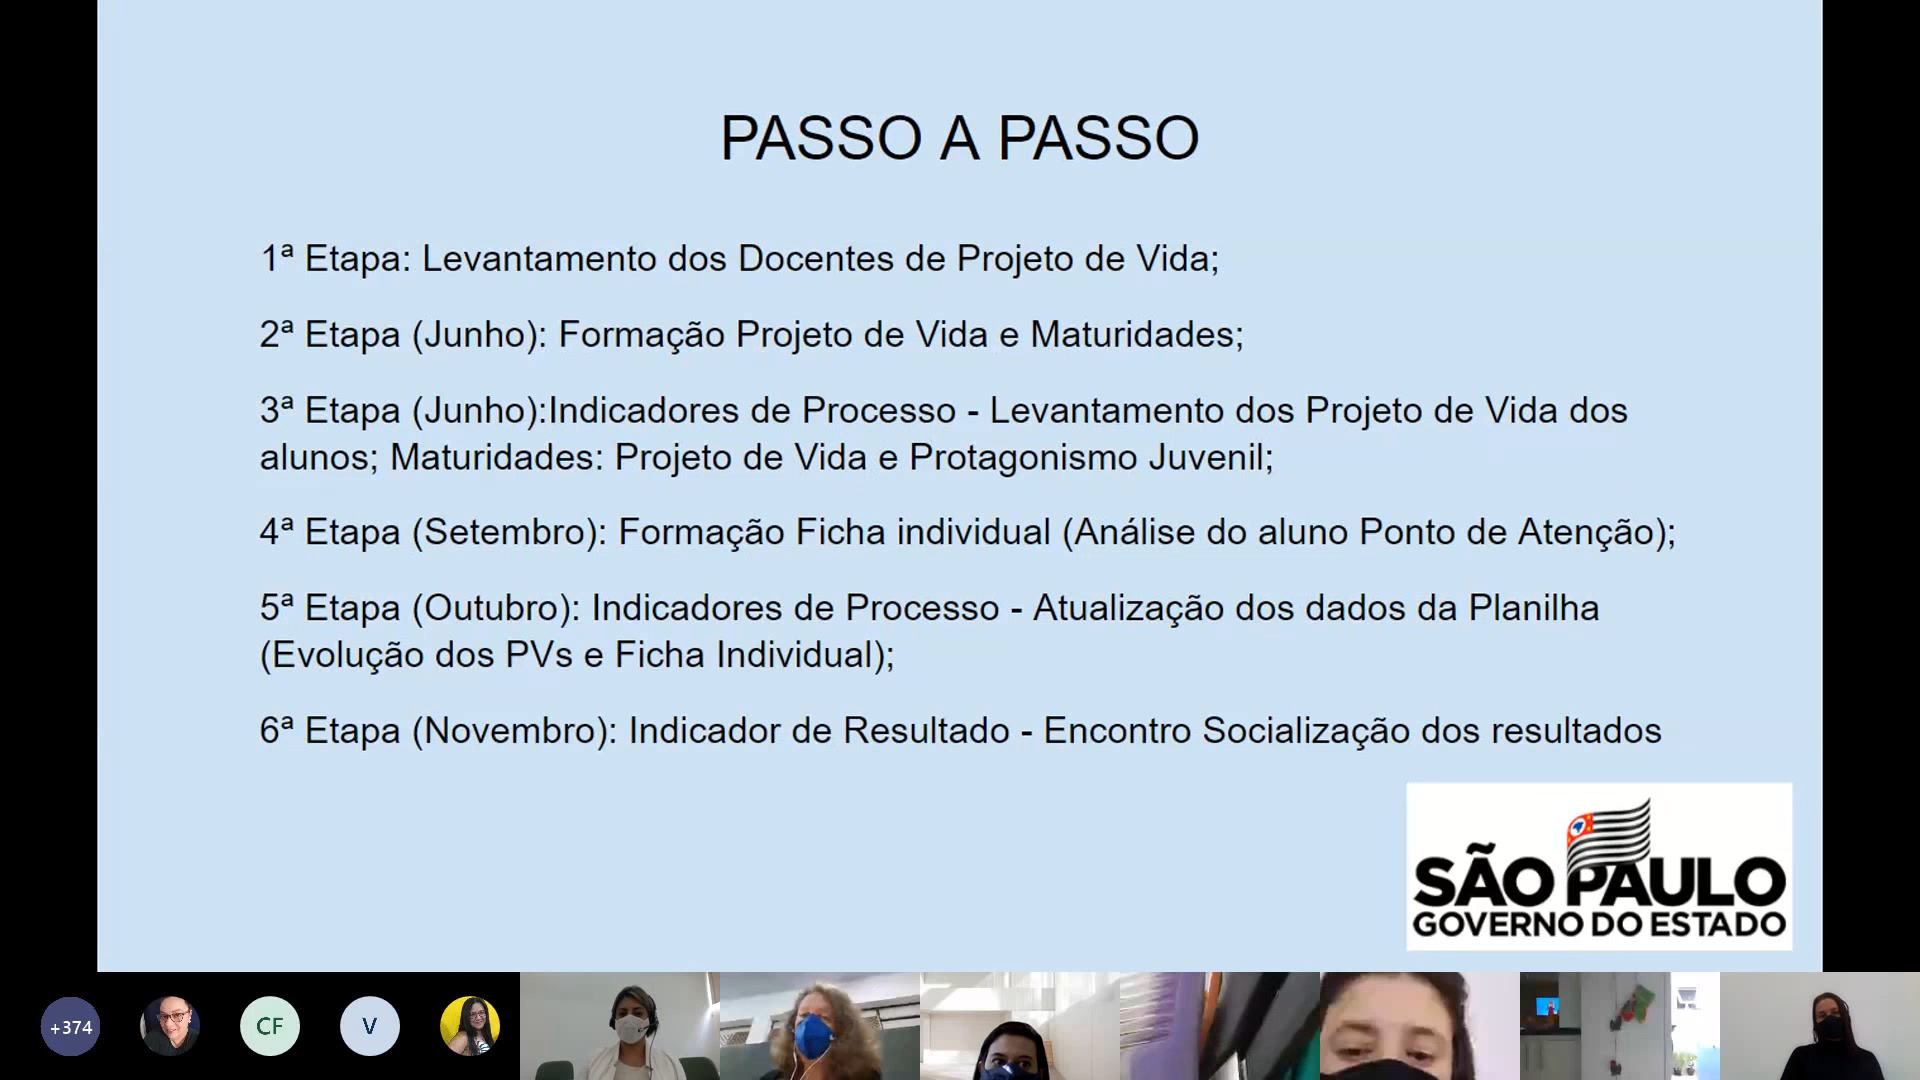 PASSO A PASSO
1ª Etapa: Levantamento dos Docentes de Projeto de Vida;
2ª Etapa (Junho): Formação Projeto de Vida e Maturidades;
3ª Etapa (Junho):Indicadores de Processo - Levantamento dos Projeto de Vida dos
alunos; Maturidades: Projeto de Vida e Protagonismo Juvenil;
4ª Etapa (Setembro): Formação Ficha individual (Análise do aluno Ponto de Atenção);
5ª Etapa (Outubro): Indicadores de Processo - Atualização dos dados da Planilha
(Evolução dos PVs e Ficha Individual);
6ª Etapa (Novembro): Indicador de Resultado - Encontro Socialização dos resultados
SÃO PAULO
GOVERNO DO ESTADO
+374
CF
V